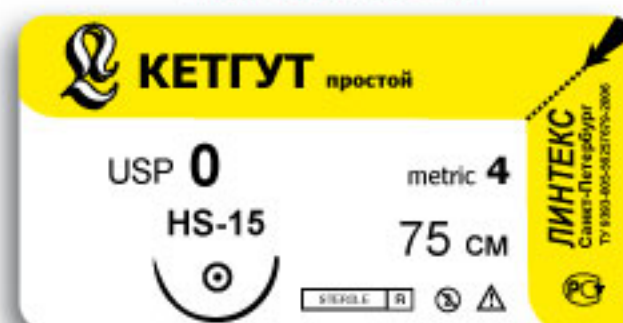 КЕТГУТ простой
USP 0
metric 4
HS-15
75 см
STERILE R
ЛИНТЕКС
Санкт-Петербург